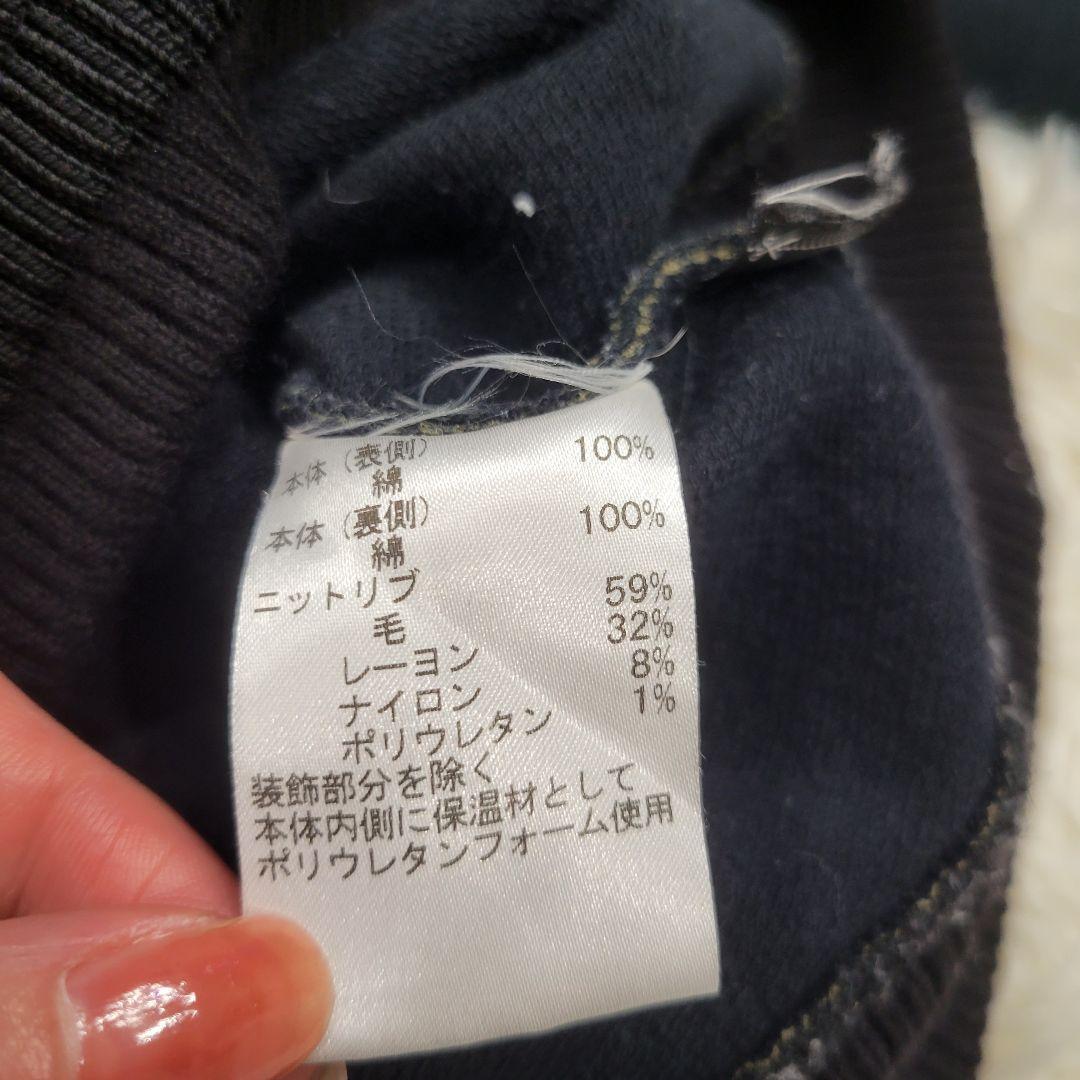 本体（表側）
綿 100%
本体（裏側）
綿 100%
ニットリブ
毛 59%
レーヨン 32%
ナイロン 8%
ポリウレタン 1%
装飾部分を除く
本体内側に保温材として
ポリウレタンフォーム使用